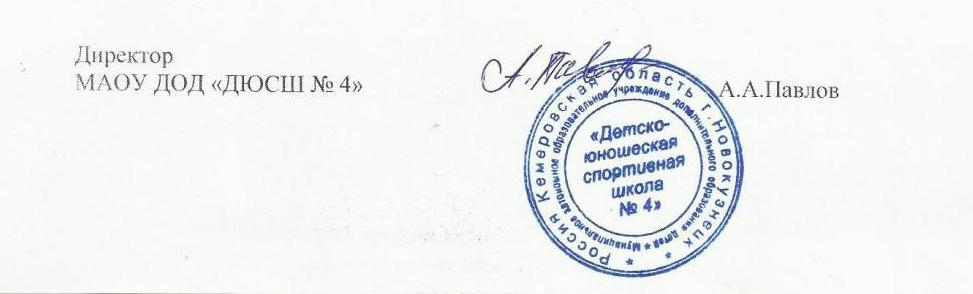 Директор
МАОУ ДОД «ДЮСШ № 4»
А.Павлов
А.А.Павлов
Россия Кемеровская область г.Новокузнецк
Муниципальное автономное образовательное учреждение дополнительного образования детей
«Детско-
юношеская
спортивная
школа
№ 4»